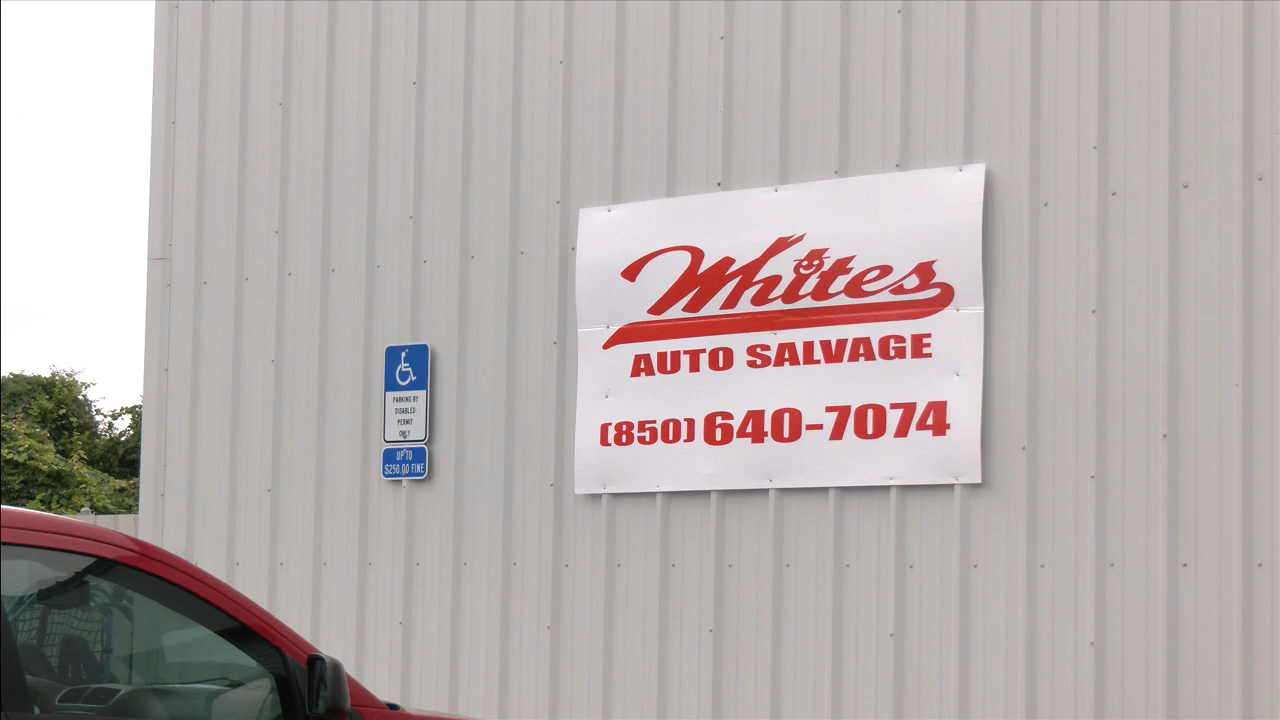 Whites
AUTO SALVAGE
(850) 640-7074
PARKING BY
DISABLED
PERMIT
ONLY
UP TO
$250.00 FINE